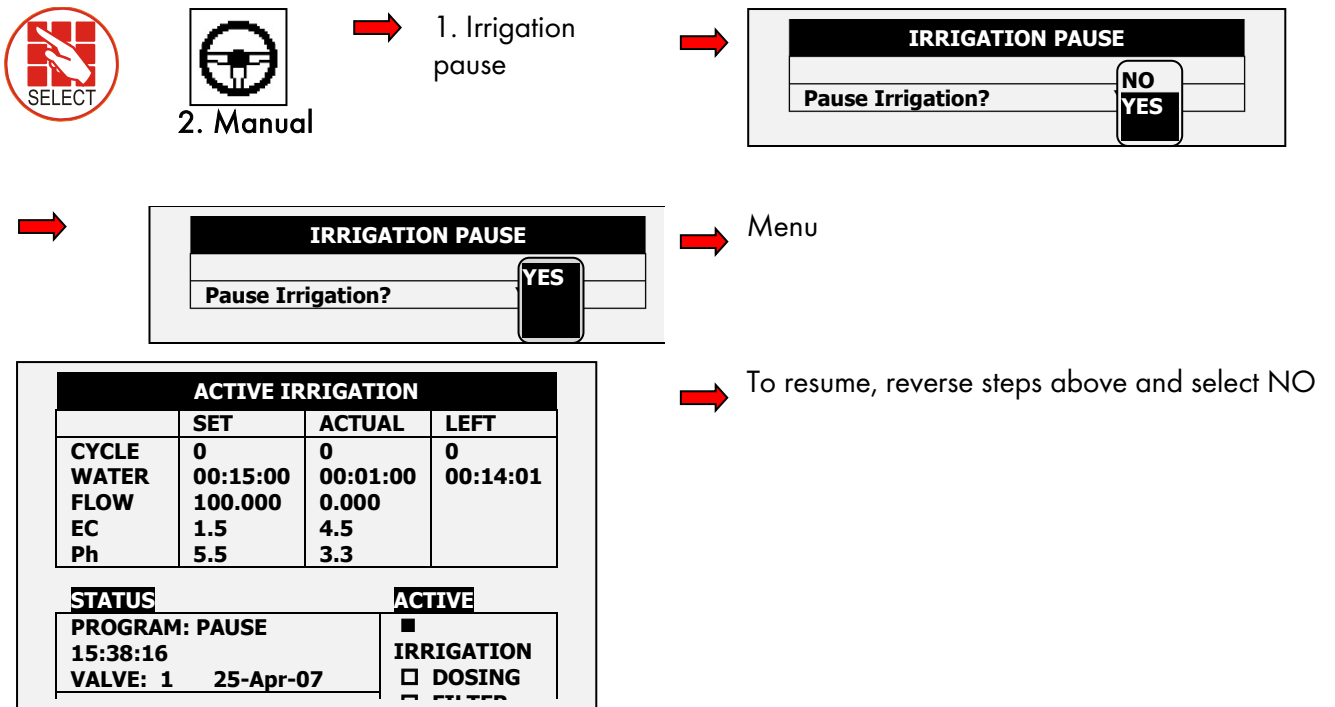 SELECT
2. Manual
1. Irrigation
pause
IRRIGATION PAUSE
Pause Irrigation?
NO
YES
IRRIGATION PAUSE
Pause Irrigation?
YES
Menu
ACTIVE IRRIGATION
SET ACTUAL LEFT
CYCLE 0 0 0
WATER 00:15:00 00:01:00 00:14:01
FLOW 100.000 0.000
EC 1.5 4.5
Ph 5.5 3.3
To resume, reverse steps above and select NO
STATUS
PROGRAM: PAUSE
15:38:16
VALVE: 1 25-Apr-07
ACTIVE
■
IRRIGATION
□ DOSING